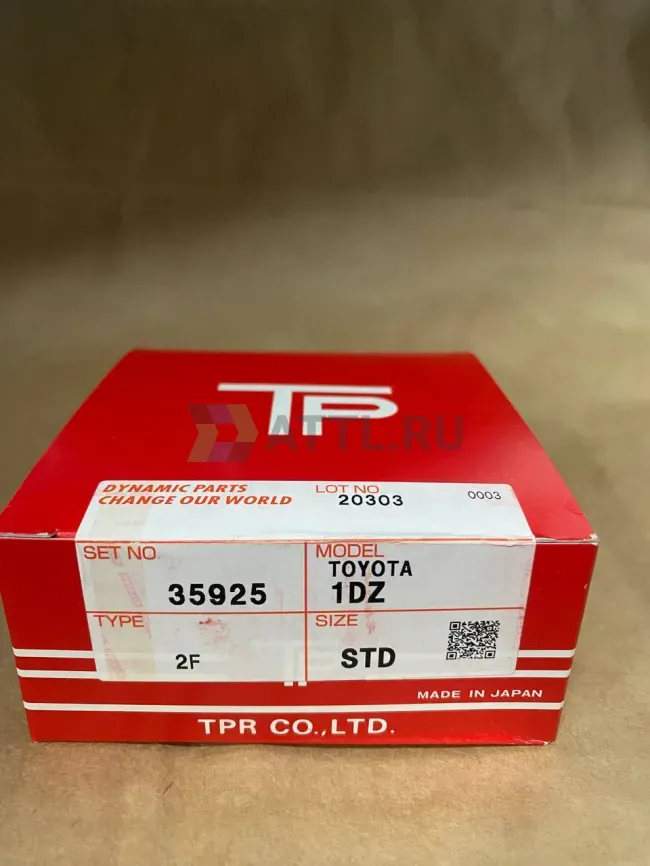 TP
ATTL.RU
DYNAMIC PARTS
CHANGE OUR WORLD
LOT NO
20303
0003
SET NO.
35925
MODEL
TOYOTA
1DZ
TYPE
2F
SIZE
STD
MADE IN JAPAN
TPR CO.,LTD.